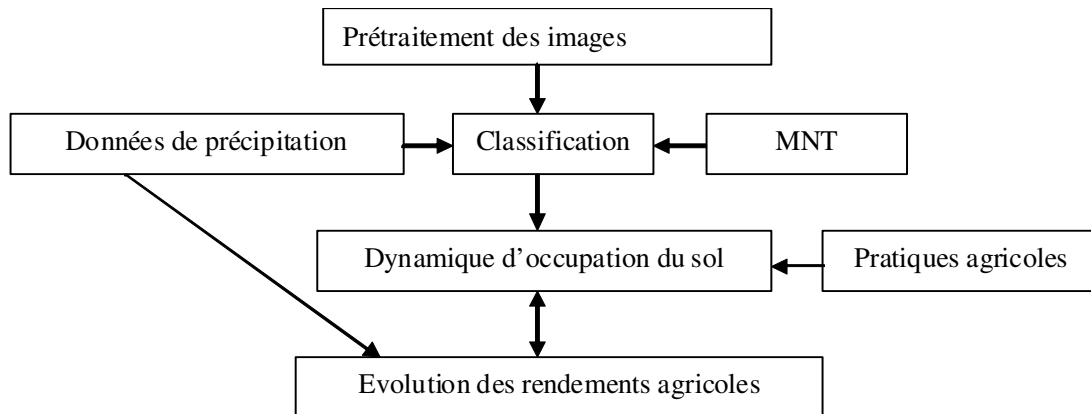 Prétraitement des images
Données de précipitation
Classification
MNT
Dynamique d’occupation du sol
Pratiques agricoles
Evolution des rendements agricoles